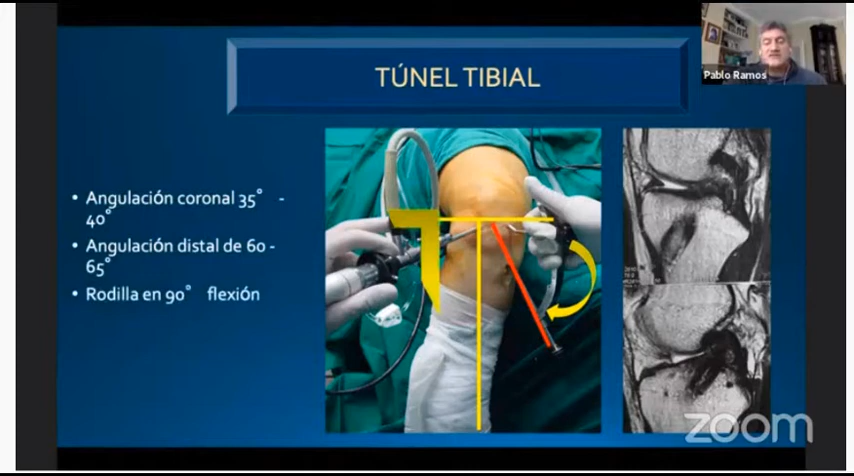 Pablo Ramos
TÚNEL TIBIAL
• Angulación coronal 35° -
40°
• Angulación distal de 60 -
65°
• Rodilla en 90° flexión
zoom